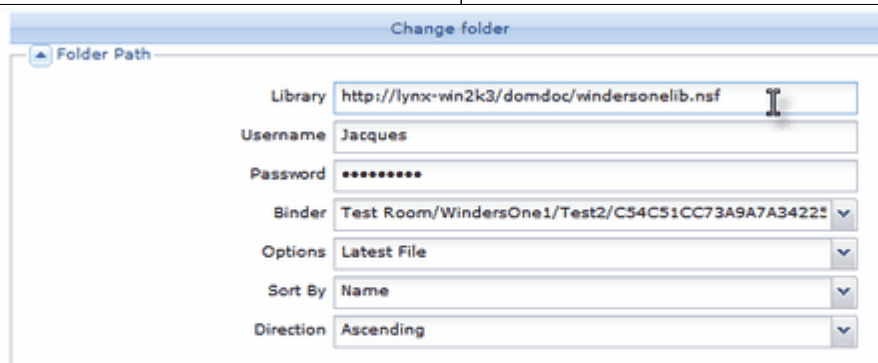 Change folder
Folder Path
Library http://lynx-win2k3/domdoc/windersonelib.nsf
Username Jacques
Password •••••••••
Binder Test Room/WindersOne1/Test2/C54C51CC73A9A7A34225
Options Latest File
Sort By Name
Direction Ascending